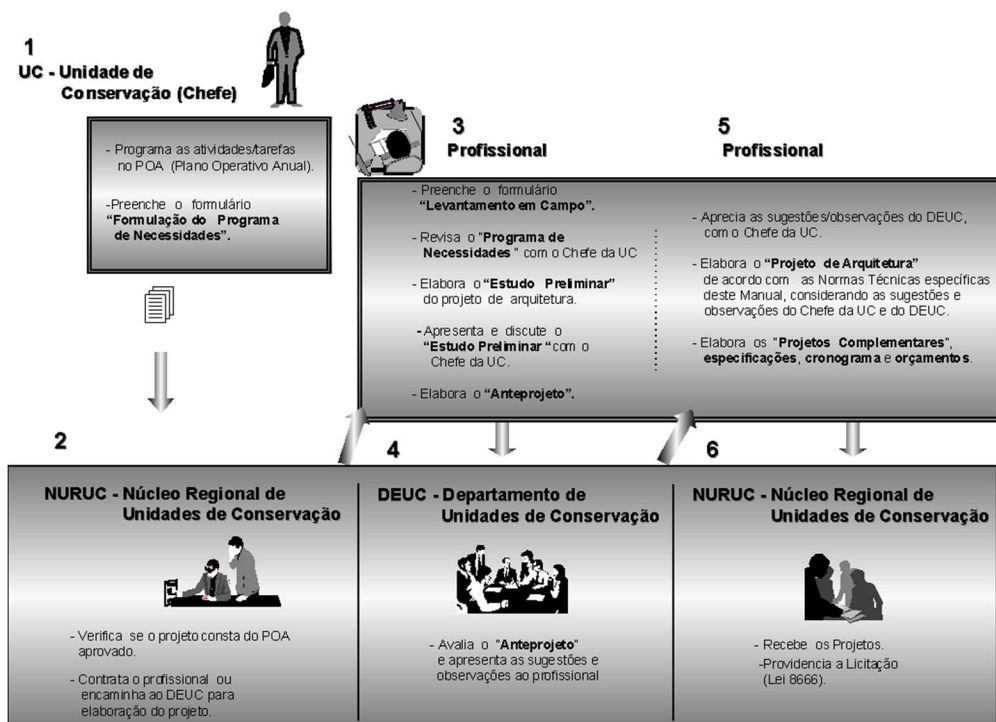 1
UC - Unidade de
Conservação (Chefe)
- Programa as atividades/tarefas
no POA (Plano Operativo Anual).
-Preenche o formulário
“Formulação do Programa
de Necessidades”.
2
NURUC - Núcleo Regional de
Unidades de Conservação
- Verifica se o projeto consta do POA
aprovado.
- Contrata o profissional ou
encaminha ao DEUC para
elaboração do projeto.
3
Profissional
- Preenche o formulário
“Levantamento em Campo”.
- Revisa o "Programa de
Necessidades " com o Chefe da UC
- Elabora o “Estudo Preliminar”
do projeto de arquitetura.
- Apresenta e discute o
“Estudo Preliminar “com o
Chefe da UC.
- Elabora o “Anteprojeto”.
4
DEUC - Departamento de
Unidades de Conservação
- Avalia o "Anteprojeto"
e apresenta as sugestões e
observações ao profissional
5
Profissional
- Aprecia as sugestões/observações do DEUC,
com o Chefe da UC.
- Elabora o “Projeto de Arquitetura”
de acordo com as Normas Técnicas específicas
deste Manual, considerando as sugestões e
observações do Chefe da UC e do DEUC.
- Elabora os "Projetos Complementares",
especificações, cronograma e orçamentos.
6
NURUC - Núcleo Regional de
Unidades de Conservação
- Recebe os Projetos.
-Providencia a Licitação
(Lei 8666).